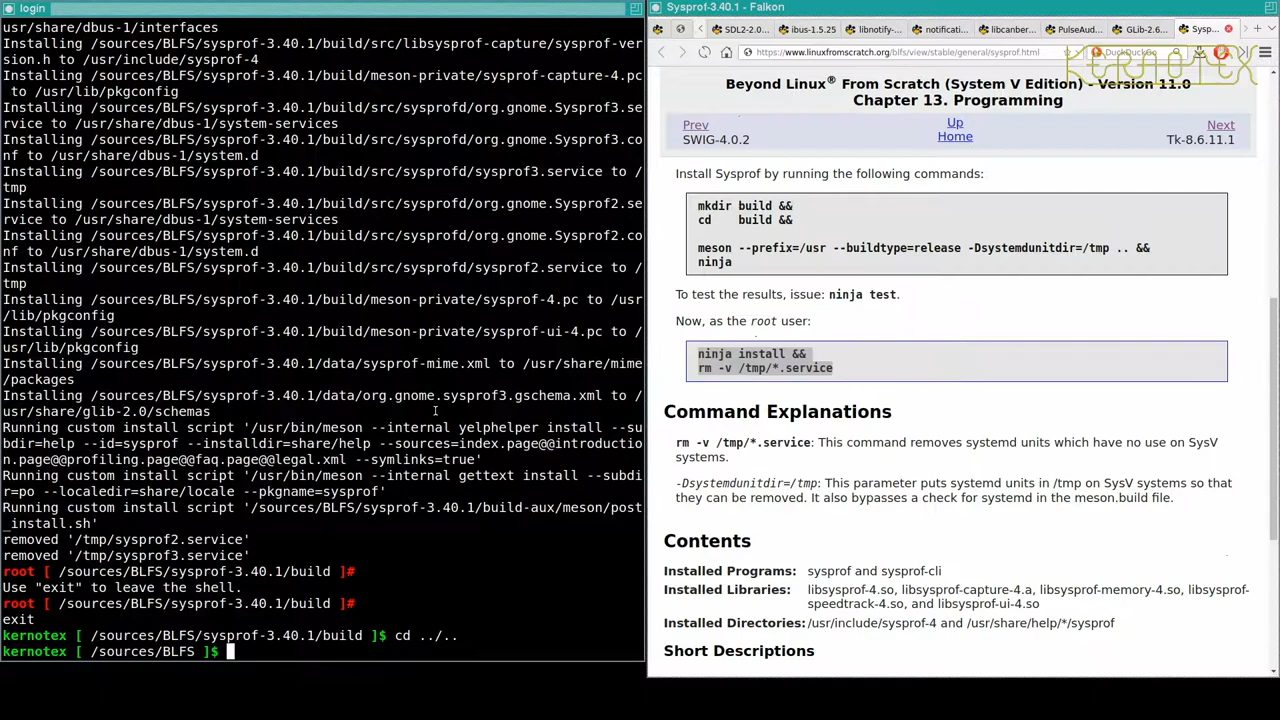 login
usr/share/dbus-1/interfaces
Installing /sources/BLFS/sysprof-3.40.1/build/src/libsysprof-capture/sysprof-ver
sion.h to /usr/include/sysprof-4
Installing /sources/BLFS/sysprof-3.40.1/build/meson-private/sysprof-capture-4.pc
 to /usr/lib/pkgconfig
Installing /sources/BLFS/sysprof-3.40.1/build/src/sysprofd/org.gnome.Sysprof3.se
rvice to /usr/share/dbus-1/system-services
Installing /sources/BLFS/sysprof-3.40.1/build/src/sysprofd/org.gnome.Sysprof3.co
nf to /usr/share/dbus-1/system.d
Installing /sources/BLFS/sysprof-3.40.1/build/src/sysprofd/sysprof3.service to /
tmp
Installing /sources/BLFS/sysprof-3.40.1/build/src/sysprofd/org.gnome.Sysprof2.se
rvice to /usr/share/dbus-1/system-services
Installing /sources/BLFS/sysprof-3.40.1/build/src/sysprofd/org.gnome.Sysprof2.co
nf to /usr/share/dbus-1/system.d
Installing /sources/BLFS/sysprof-3.40.1/build/src/sysprofd/sysprof2.service to /
tmp
Installing /sources/BLFS/sysprof-3.40.1/build/meson-private/sysprof-4.pc to /usr
/lib/pkgconfig
Installing /sources/BLFS/sysprof-3.40.1/build/meson-private/sysprof-ui-4.pc to /
usr/lib/pkgconfig
Installing /sources/BLFS/sysprof-3.40.1/data/sysprof-mime.xml to /usr/share/mime
/packages
Installing /sources/BLFS/sysprof-3.40.1/data/org.gnome.sysprof3.gschema.xml to /
usr/share/glib-2.0/schemas
Running custom install script '/usr/bin/meson --internal yelphelper install --su
bdir=help --id=sysprof --installdir=share/help --sources=index.page@@introductio
n.page@@profiling.page@@faq.page@@legal.xml --symlinks=true'
Running custom install script '/usr/bin/meson --internal gettext install --subdi
r=po --localedir=share/locale --pkgname=sysprof'
Running custom install script '/sources/BLFS/sysprof-3.40.1/build-aux/meson/post
_install.sh'
removed '/tmp/sysprof2.service'
removed '/tmp/sysprof3.service'
root [ /sources/BLFS/sysprof-3.40.1/build ]#
Use "exit" to leave the shell.
root [ /sources/BLFS/sysprof-3.40.1/build ]#
exit
kernotex [ /sources/BLFS/sysprof-3.40.1/build ]$ cd ../..
kernotex [ /sources/BLFS ]$
Sysprof-3.40.1 - Falkon
SDL2-2.0... ibus-1.5.25 libnotify-... notificati... libcanber... PulseAud... GLib-2.6... Sysp...
https://www.linuxfromscratch.org/blfs/view/stable/general/sysprof.html DuckDuckGo
KERNOTEX
Beyond Linux® From Scratch (System V Edition) - Version 11.0
Chapter 13. Programming
Prev Up Next
SWIG-4.0.2 Home Tk-8.6.11.1
Install Sysprof by running the following commands:
mkdir build &&
cd    build &&
meson --prefix=/usr --buildtype=release -Dsystemdunitdir=/tmp .. &&
ninja
To test the results, issue: ninja test.
Now, as the root user:
ninja install &&
rm -v /tmp/*.service
Command Explanations
rm -v /tmp/*.service: This command removes systemd units which have no use on SysV
systems.
-Dsystemdunitdir=/tmp: This parameter puts systemd units in /tmp on SysV systems so that
they can be removed. It also bypasses a check for systemd in the meson.build file.
Contents
Installed Programs: sysprof and sysprof-cli
Installed Libraries: libsysprof-4.so, libsysprof-capture-4.a, libsysprof-memory-4.so, libsysprof-
speedtrack-4.so, and libsysprof-ui-4.so
Installed Directories: /usr/include/sysprof-4 and /usr/share/help/*/sysprof
Short Descriptions